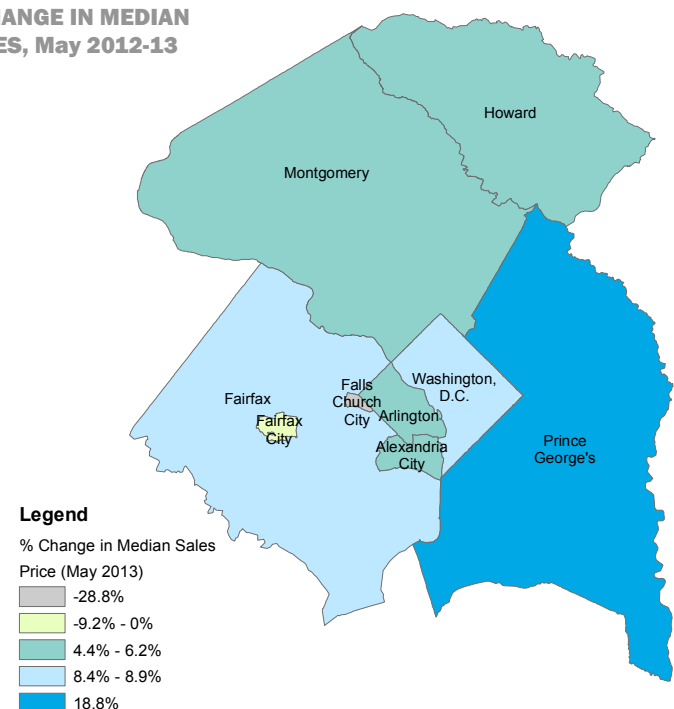 HANGE IN MEDIAN
ES, May 2012-13
Howard
Montgomery
Washington,
D.C.
Falls
Church
City
Fairfax
Fairfax
City
Arlington
Alexandria
City
Prince
George's
Legend
% Change in Median Sales
Price (May 2013)
-28.8%
-9.2% - 0%
4.4% - 6.2%
8.4% - 8.9%
18.8%